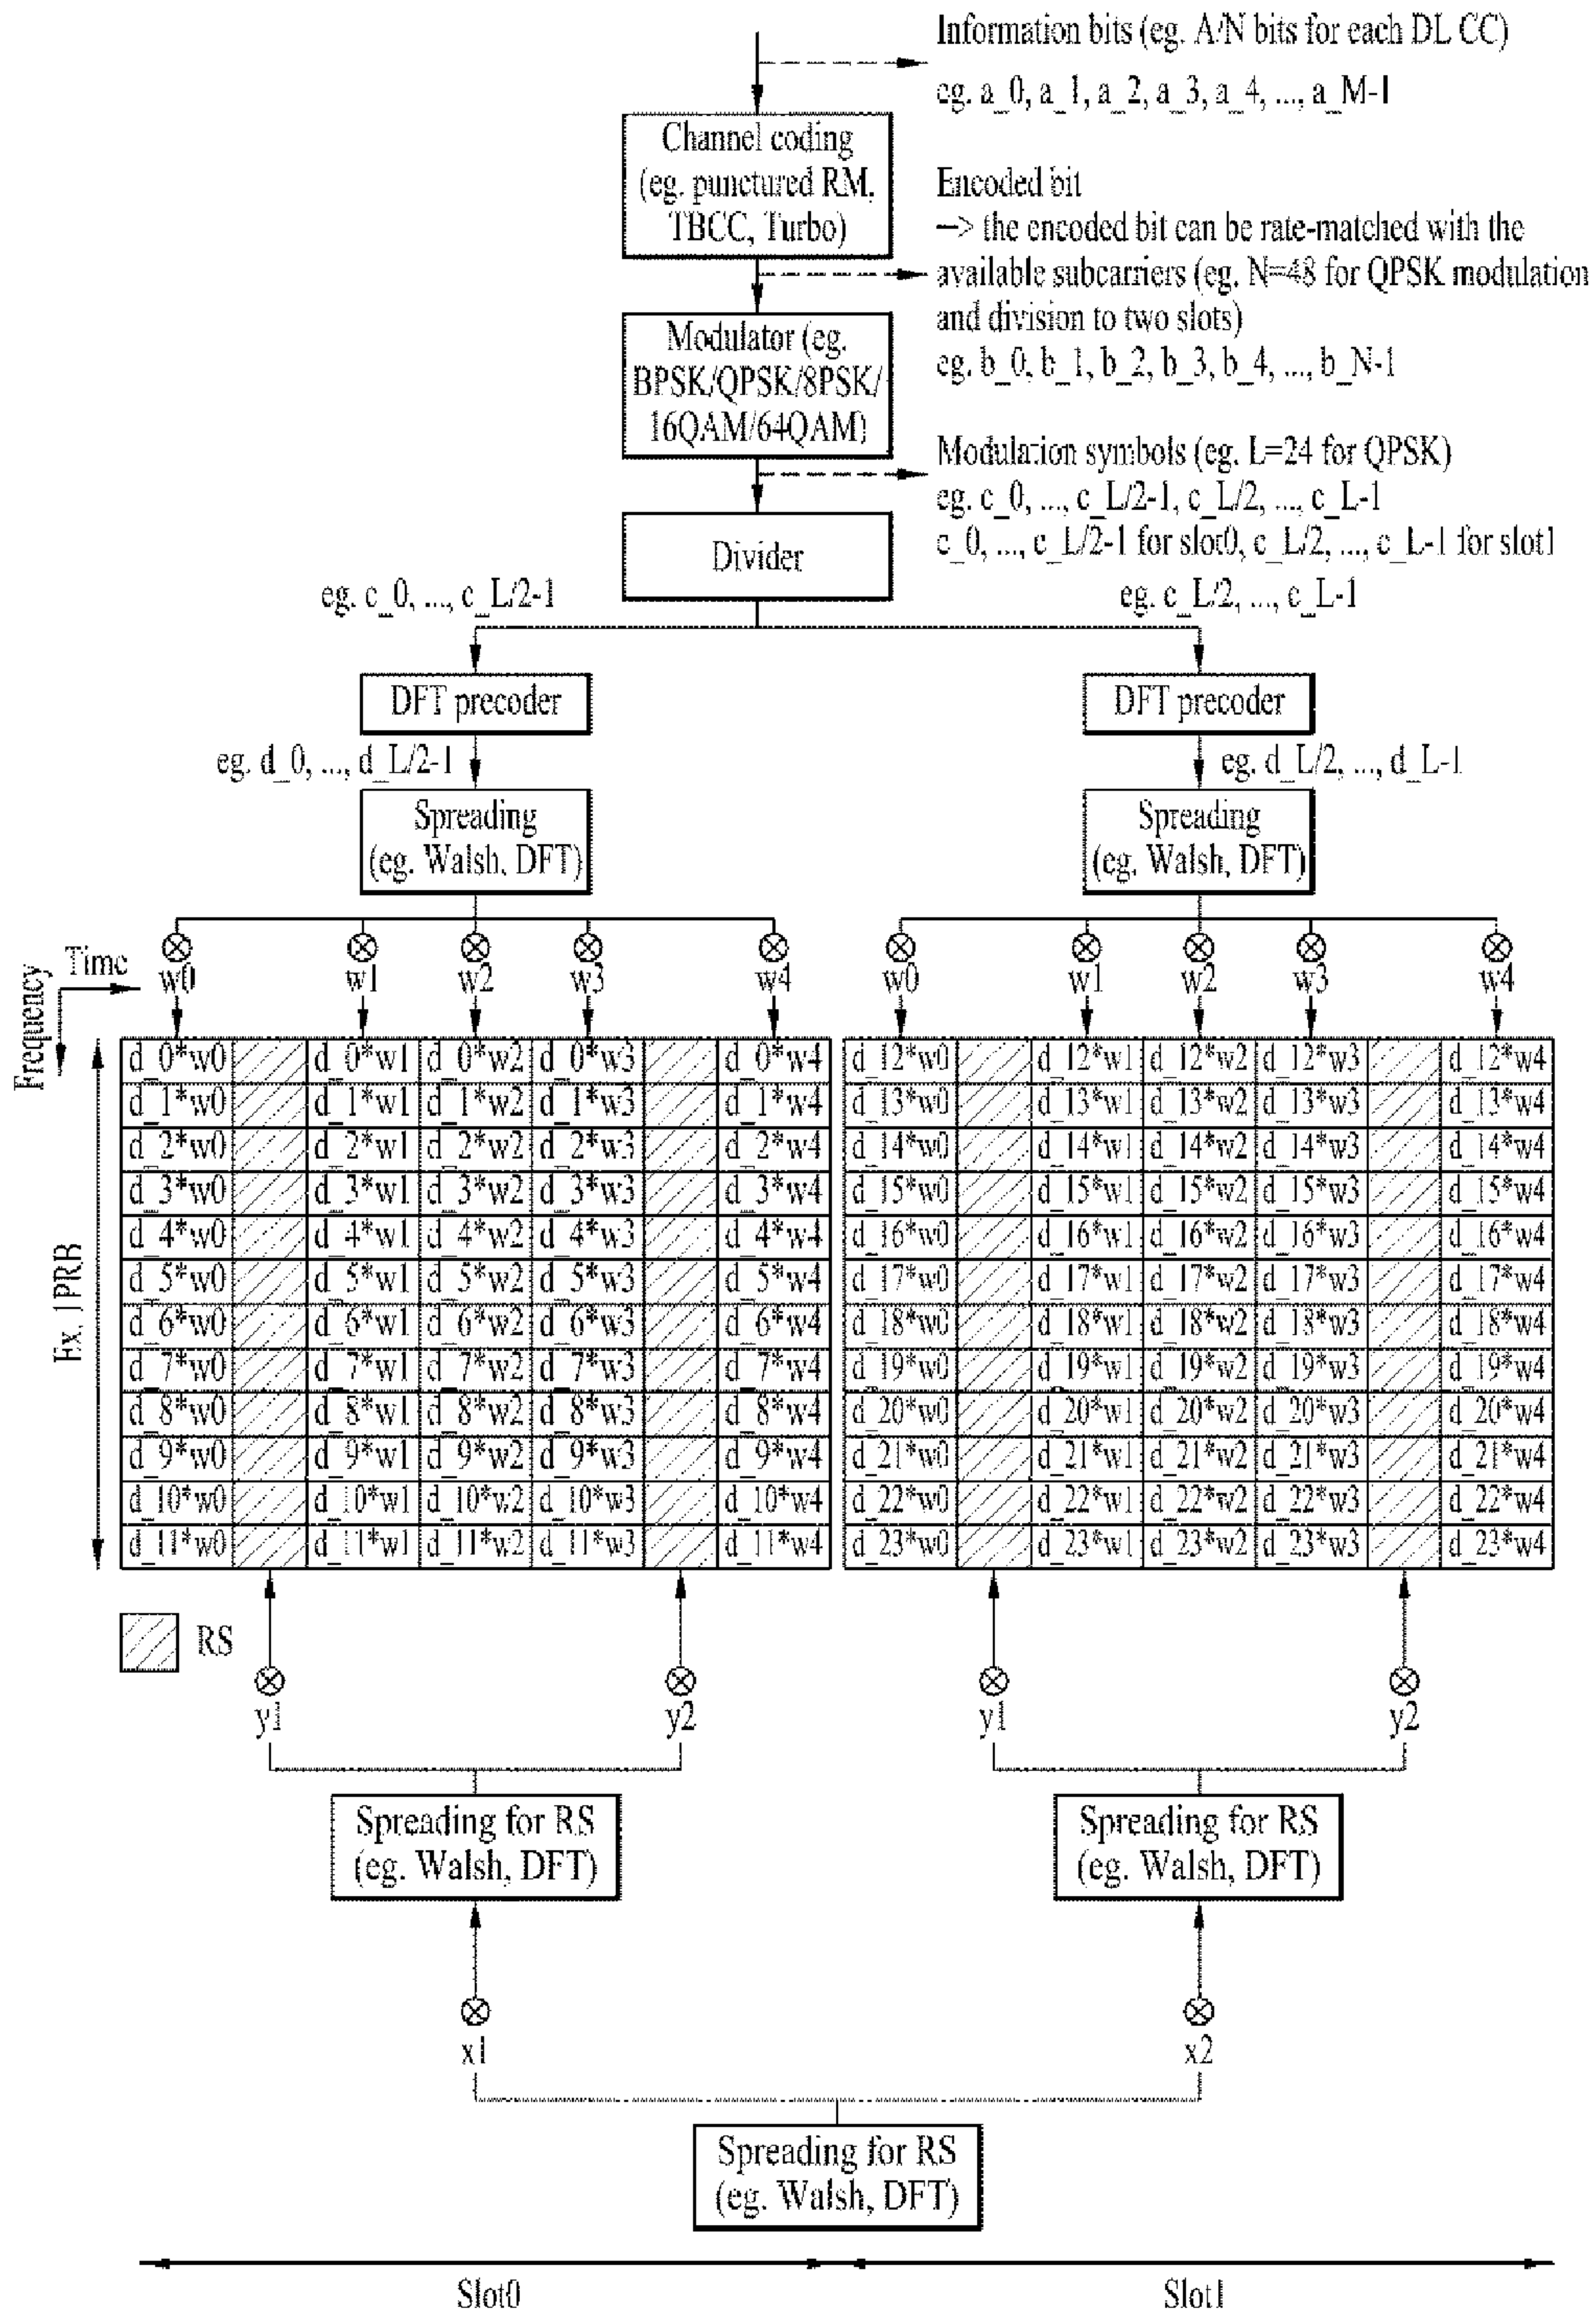 Information bits (eg. A/N bits for each DL CC)
eg. a_0, a_1, a_2, a_3, a_4, ..., a_M-1
Channel coding
(eg. punctured RM,
TBCC, Turbo)
Encoded bit
–> the encoded bit can be rate-matched with the
available subcarriers (eg. N=48 for QPSK modulation
and division to two slots)
eg. b_0, b_1, b_2, b_3, b_4, ..., b_N-1
Modulator (eg.
BPSK/QPSK/8PSK/
16QAM/64QAM)
Modulation symbols (eg. L=24 for QPSK)
eg. c_0, ..., c_L/2-1, c_L/2, ..., c_L-1
c_0, ..., c_L/2-1 for slot0, c_L/2, ..., c_L-1 for slot1
Divider
eg. c_0, ..., c_L/2-1
eg. c_L/2, ..., c_L-1
DFT precoder
DFT precoder
eg. d_0, ..., d_L/2-1
eg. d_L/2, ..., d_L-1
Spreading
(eg. Walsh, DFT)
Spreading
(eg. Walsh, DFT)
Time
Frequency
w0 w1 w2 w3 w4 w0 w1 w2 w3 w4
d_0*w0 d_0*w1 d_0*w2 d_0*w3 d_0*w4 d_12*w0 d_12*w1 d_12*w2 d_12*w3 d_12*w4
d_1*w0 d_1*w1 d_1*w2 d_1*w3 d_1*w4 d_13*w0 d_13*w1 d_13*w2 d_13*w3 d_13*w4
d_2*w0 d_2*w1 d_2*w2 d_2*w3 d_2*w4 d_14*w0 d_14*w1 d_14*w2 d_14*w3 d_14*w4
d_3*w0 d_3*w1 d_3*w2 d_3*w3 d_3*w4 d_15*w0 d_15*w1 d_15*w2 d_15*w3 d_15*w4
d_4*w0 d_4*w1 d_4*w2 d_4*w3 d_4*w4 d_16*w0 d_16*w1 d_16*w2 d_16*w3 d_16*w4
d_5*w0 d_5*w1 d_5*w2 d_5*w3 d_5*w4 d_17*w0 d_17*w1 d_17*w2 d_17*w3 d_17*w4
d_6*w0 d_6*w1 d_6*w2 d_6*w3 d_6*w4 d_18*w0 d_18*w1 d_18*w2 d_18*w3 d_18*w4
d_7*w0 d_7*w1 d_7*w2 d_7*w3 d_7*w4 d_19*w0 d_19*w1 d_19*w2 d_19*w3 d_19*w4
d_8*w0 d_8*w1 d_8*w2 d_8*w3 d_8*w4 d_20*w0 d_20*w1 d_20*w2 d_20*w3 d_20*w4
d_9*w0 d_9*w1 d_9*w2 d_9*w3 d_9*w4 d_21*w0 d_21*w1 d_21*w2 d_21*w3 d_21*w4
d_10*w0 d_10*w1 d_10*w2 d_10*w3 d_10*w4 d_22*w0 d_22*w1 d_22*w2 d_22*w3 d_22*w4
d_11*w0 d_11*w1 d_11*w2 d_11*w3 d_11*w4 d_23*w0 d_23*w1 d_23*w2 d_23*w3 d_23*w4
Ex. 1PRB
RS
y1 y2 y1 y2
Spreading for RS
(eg. Walsh, DFT)
Spreading for RS
(eg. Walsh, DFT)
x1 x2
Spreading for RS
(eg. Walsh, DFT)
Slot0 Slot1